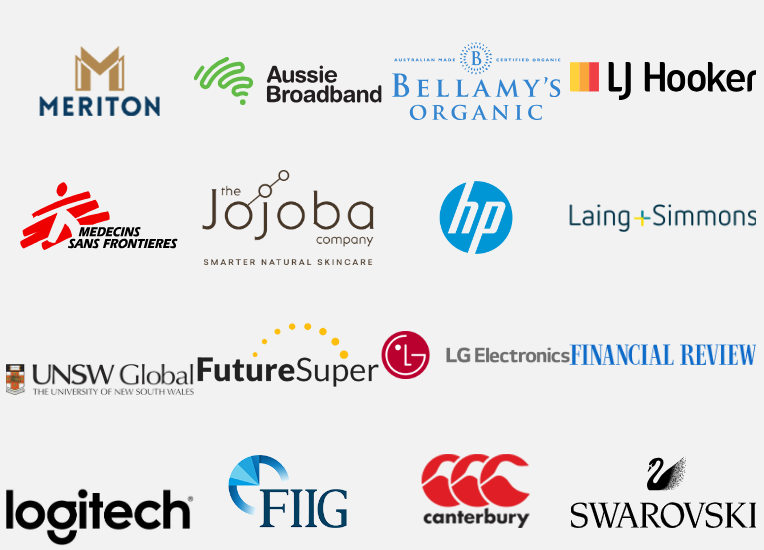 MERITON
Aussie
Broadband
AUSTRALIAN MADE B CERTIFIED ORGANIC
BELLAMY'S
ORGANIC
LJ Hooker
MEDECINS
SANS FRONTIERES
the
Jojoba
company
SMARTER NATURAL SKINCARE
hp
Laing+Simmons
UNSW Global
THE UNIVERSITY OF NEW SOUTH WALES
FutureSuper
LG LG Electronics
FINANCIAL REVIEW
logitech®
FIIG
CCC
canterbury
SWAROVSKI